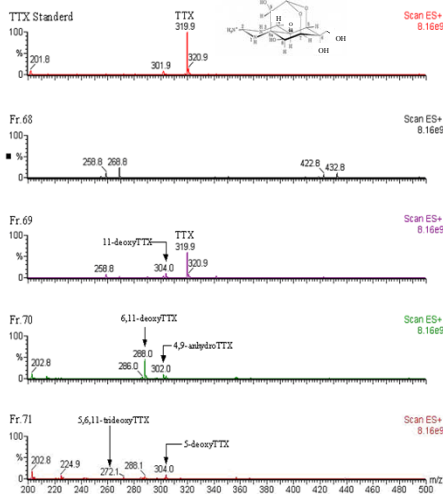 TTX Standerd
TTX
319.9
320.9
301.9
201.8
Scan ES+
8.16e9
100
%
0
OH
OH
Fr.68
Scan ES+
8.16e9
100
%
0
258.8
268.8
422.8
432.8
Fr.69
Scan ES+
8.16e9
100
%
0
11-deoxyTTX
TTX
319.9
320.9
304.0
258.8
Fr.70
Scan ES+
8.16e9
100
%
0
6,11-deoxyTTX
4,9-anhydroTTX
288.0
286.0
302.0
202.8
Fr.71
Scan ES+
8.16e9
100
%
0
5,6,11-trideoxyTTX
5-deoxyTTX
202.8
224.9
272.1
288.1
304.0
200 220 240 260 280 300 320 340 360 380 400 420 440 460 480 500 m/z